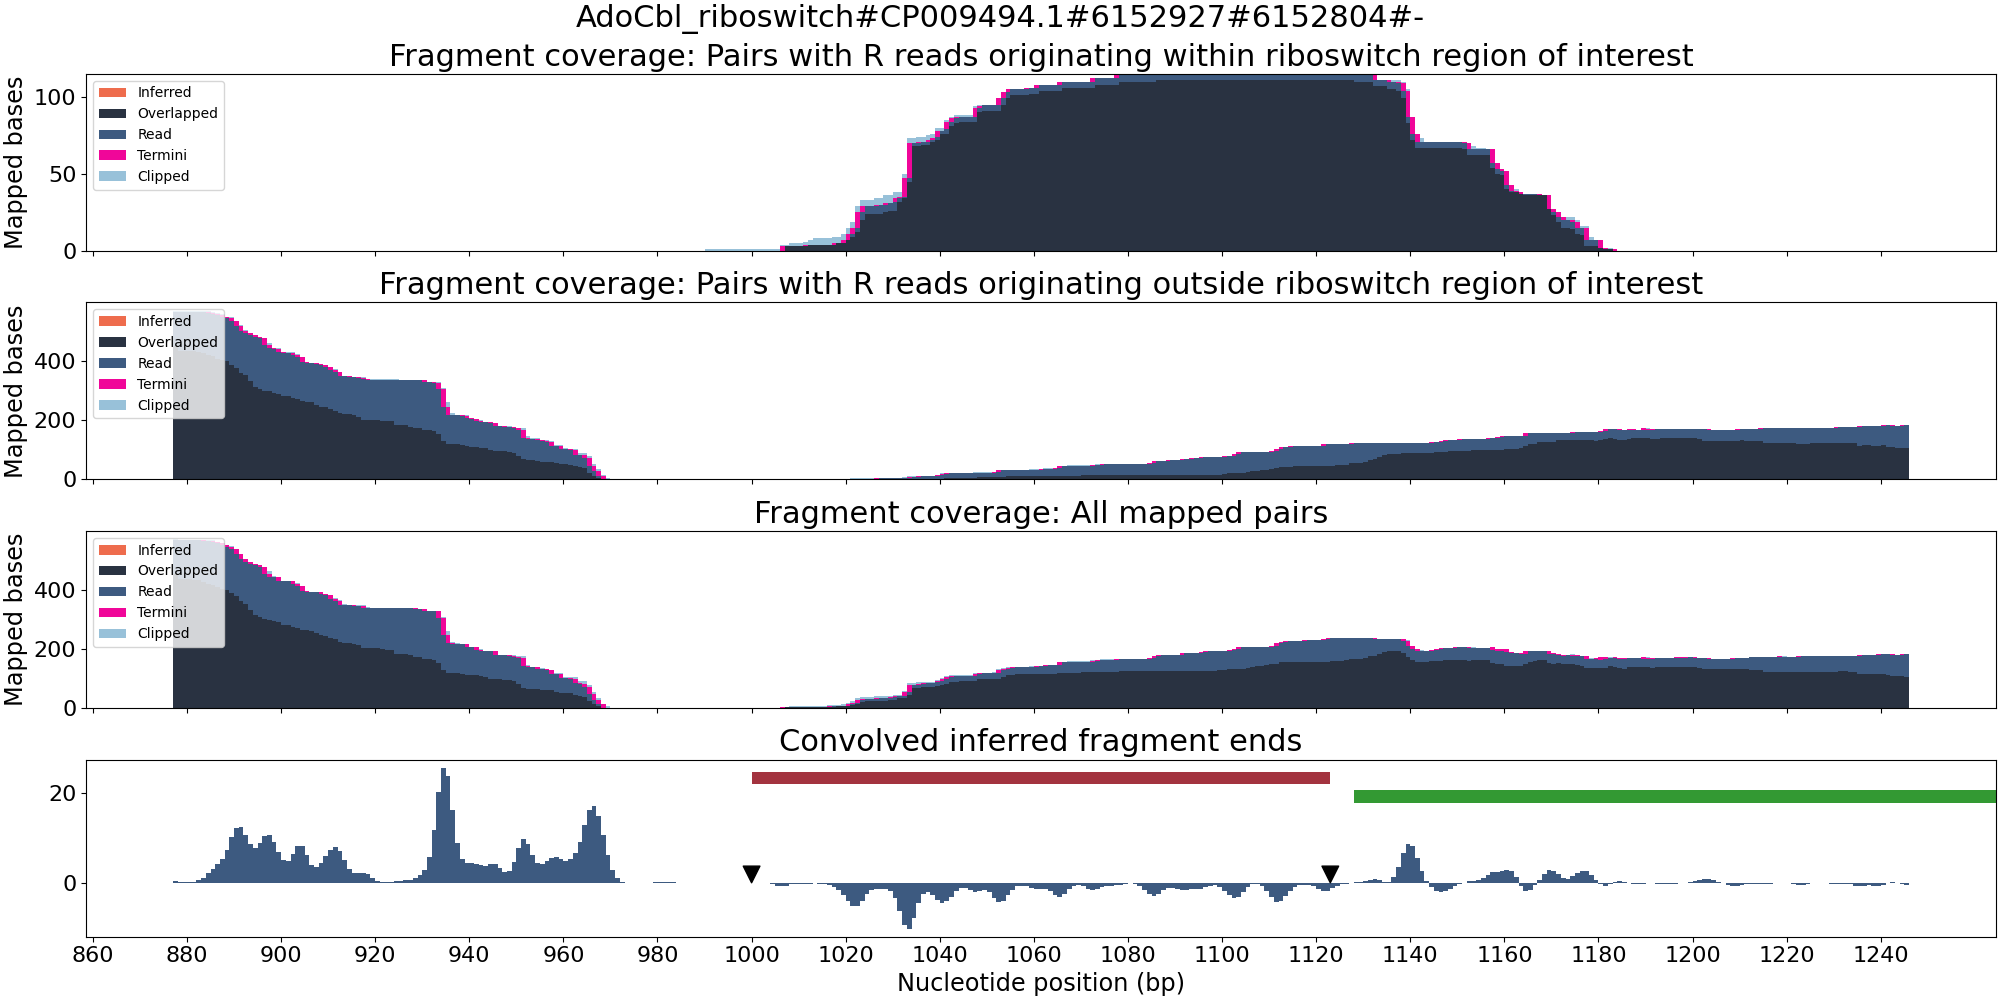 AdoCbl_riboswitch#CP009494.1#6152927#6152804#-
Fragment coverage: Pairs with R reads originating within riboswitch region of interest
Mapped bases
100
50
0
Inferred
Overlapped
Read
Termini
Clipped
Fragment coverage: Pairs with R reads originating outside riboswitch region of interest
Mapped bases
400
200
0
Inferred
Overlapped
Read
Termini
Clipped
Fragment coverage: All mapped pairs
Mapped bases
400
200
0
Inferred
Overlapped
Read
Termini
Clipped
Convolved inferred fragment ends
20
0
860 880 900 920 940 960 980 1000 1020 1040 1060 1080 1100 1120 1140 1160 1180 1200 1220 1240
Nucleotide position (bp)